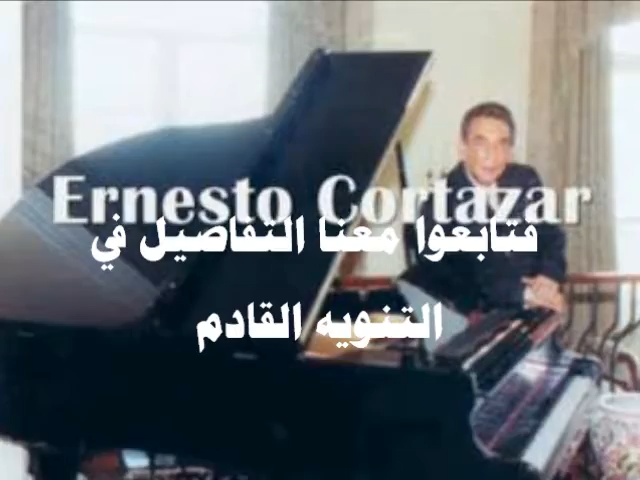 Ernesto Cortazar
فتابعوا معنا التفاصيل في
التنويه القادم